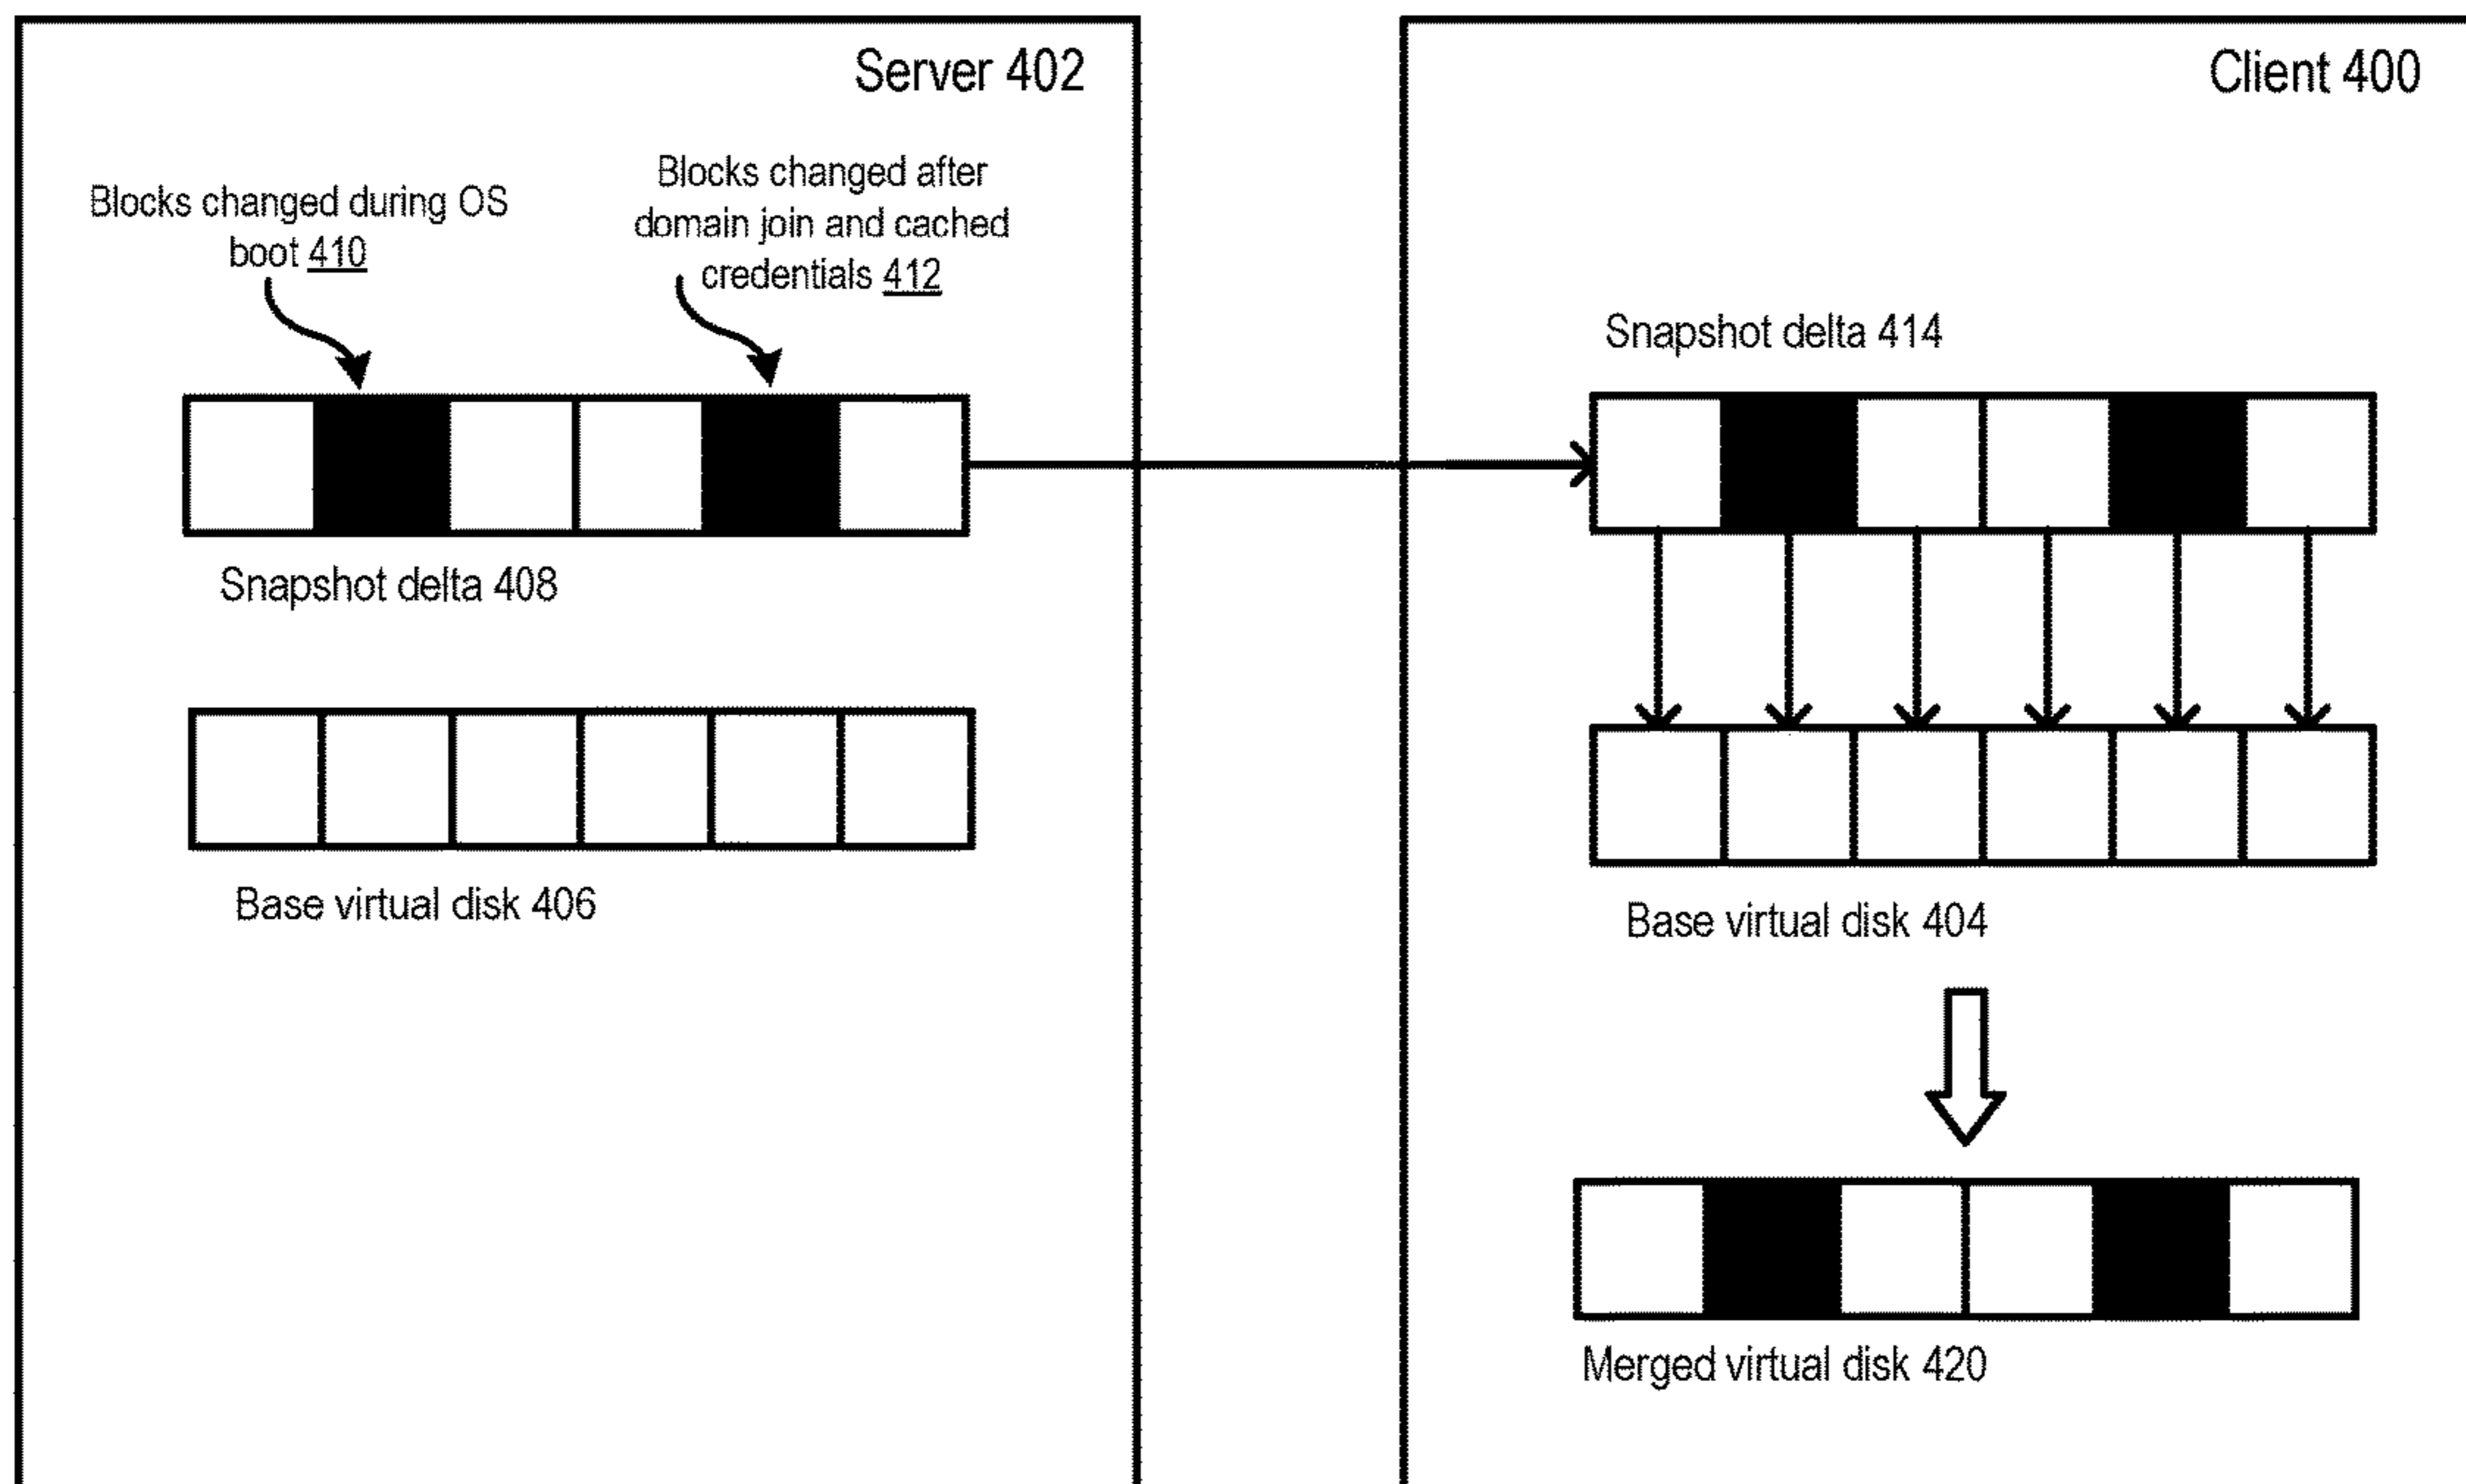 Server 402
Blocks changed during OS
boot 410
Blocks changed after
domain join and cached
credentials 412
Snapshot delta 408
Base virtual disk 406
Client 400
Snapshot delta 414
Base virtual disk 404
Merged virtual disk 420